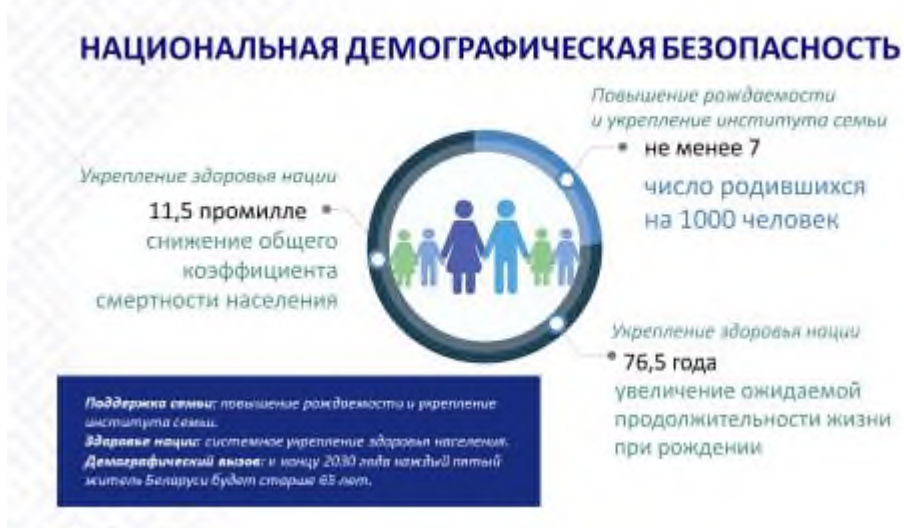 НАЦИОНАЛЬНАЯ ДЕМОГРАФИЧЕСКАЯ БЕЗОПАСНОСТЬ
Повышение рождаемости
и укрепление института семьи
не менее 7
число родившихся
на 1000 человек
Укрепление здоровья нации
11,5 промилле
снижение общего
коэффициента
смертности населения
Укрепление здоровья нации
76,5 года
увеличение ожидаемой
продолжительности жизни
при рождении
Поддержка семьи: повышение рождаемости и укрепление
института семьи.
Здоровье нации: системное укрепление здоровья населения.
Демографический вызов: к концу 2030 года каждый пятый
житель Беларуси будет старше 65 лет.